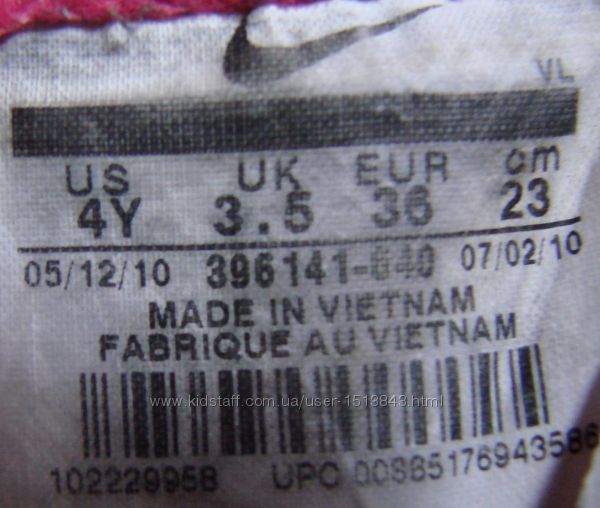 VL
US UK EUR cm
4Y 3.5 36 23
05/12/10 396141-640 07/02/10
MADE IN VIETNAM
FABRIQUE AU VIETNAM
www.kidstaff.com.ua/user-1513843.html
102229958 UPC 00885176943586